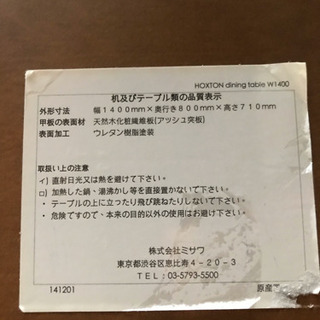 HOXTON dining table W1400
机及びテーブル類の品質表示
外形寸法 幅1400mm×奥行き800mm×高さ710mm
甲板の表面材 天然木化粧繊維板(アッシュ突板)
表面加工 ウレタン樹脂塗装
取扱い上の注意
イ) 直射日光又は熱を避けて下さい。
ロ) 加熱した鍋、湯沸かし等を直接置かないで下さい。
・ テーブルの上に立ったり飛び跳ねたりしないで下さい。
・ 危険ですので、本来の目的以外の使用はお避け下さい。
株式会社ミサワ
東京都渋谷区恵比寿4-20-3
TEL:03-5793-5500
141201 原産